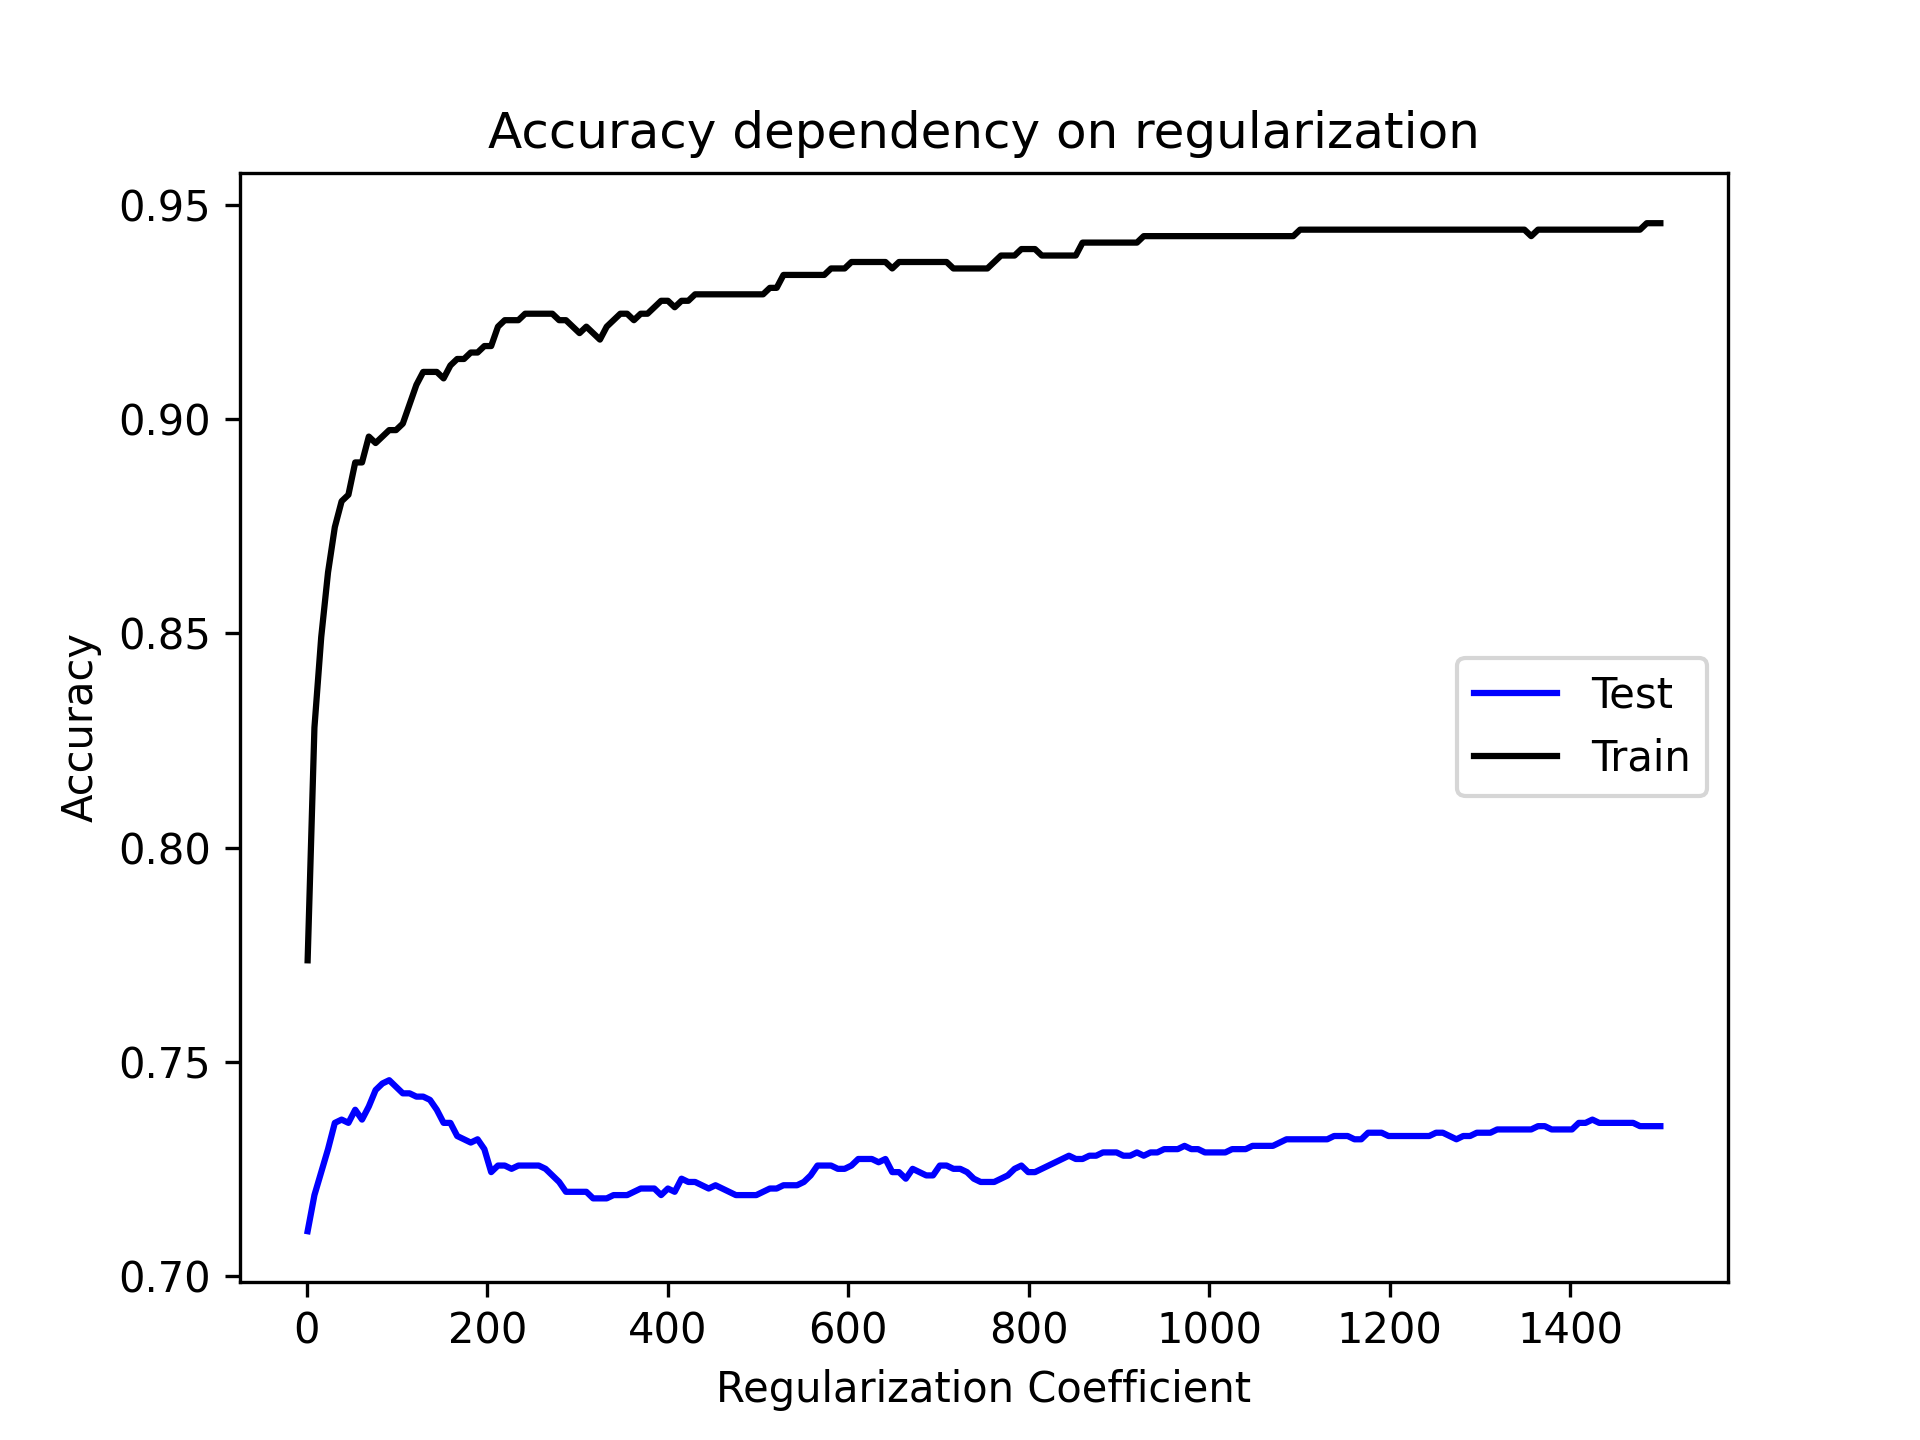 Accuracy dependency on regularization
0.95
0.90
0.85
0.80
0.75
0.70
Accuracy
Test
Train
0 200 400 600 800 1000 1200 1400
Regularization Coefficient